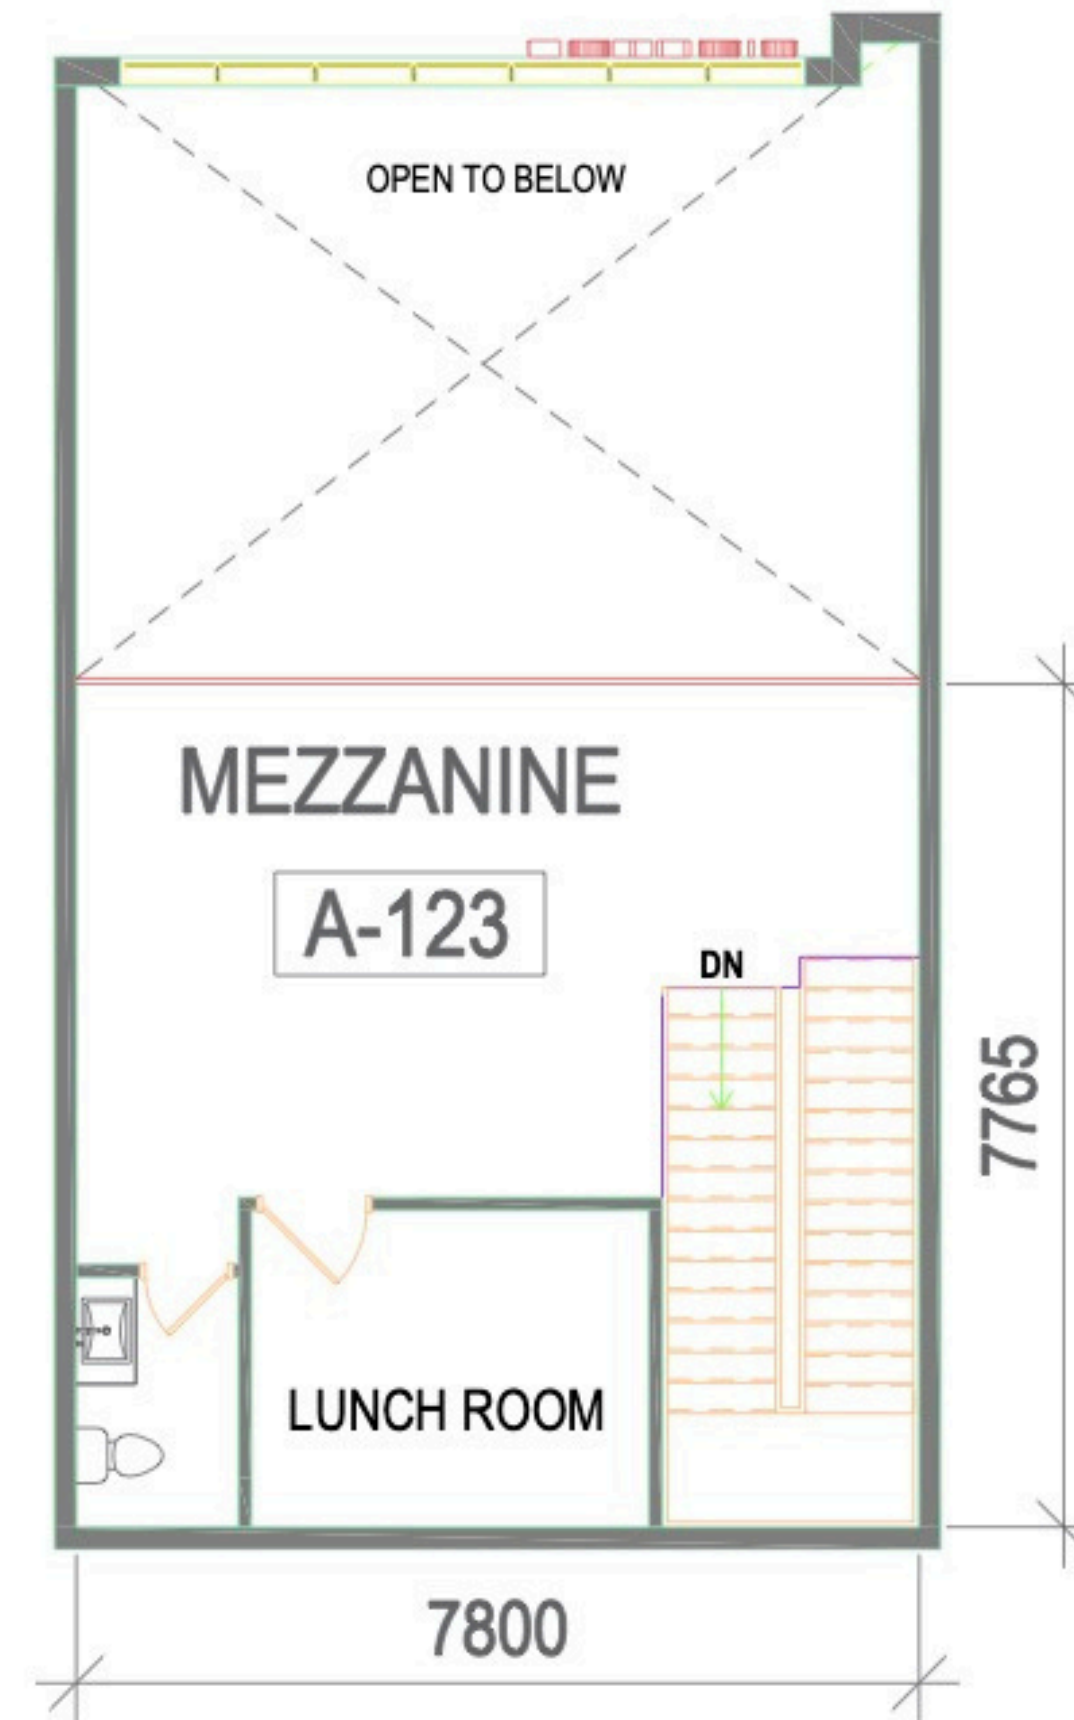 OPEN TO BELOW
MEZZANINE
A-123
DN
7765
LUNCH ROOM
7800